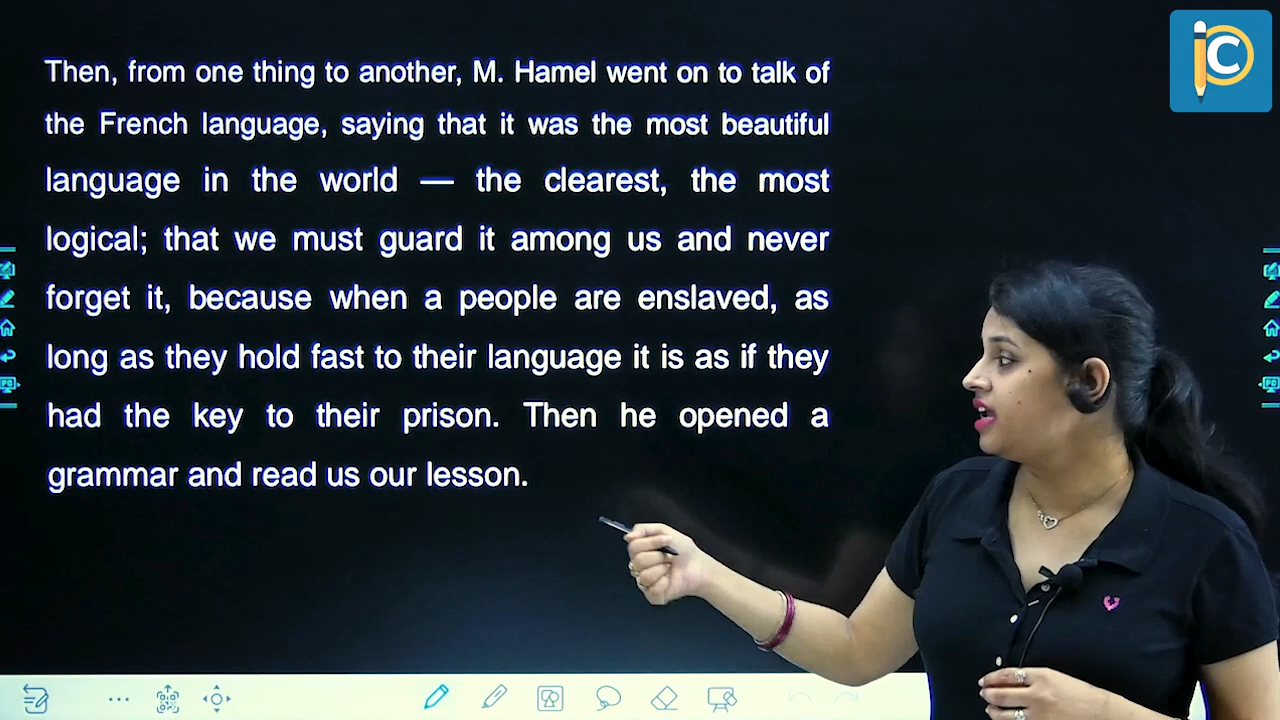 Then, from one thing to another, M. Hamel went on to talk of
the French language, saying that it was the most beautiful
language in the world — the clearest, the most
logical; that we must guard it among us and never
forget it, because when a people are enslaved, as
long as they hold fast to their language it is as if they
had the key to their prison. Then he opened a
grammar and read us our lesson.